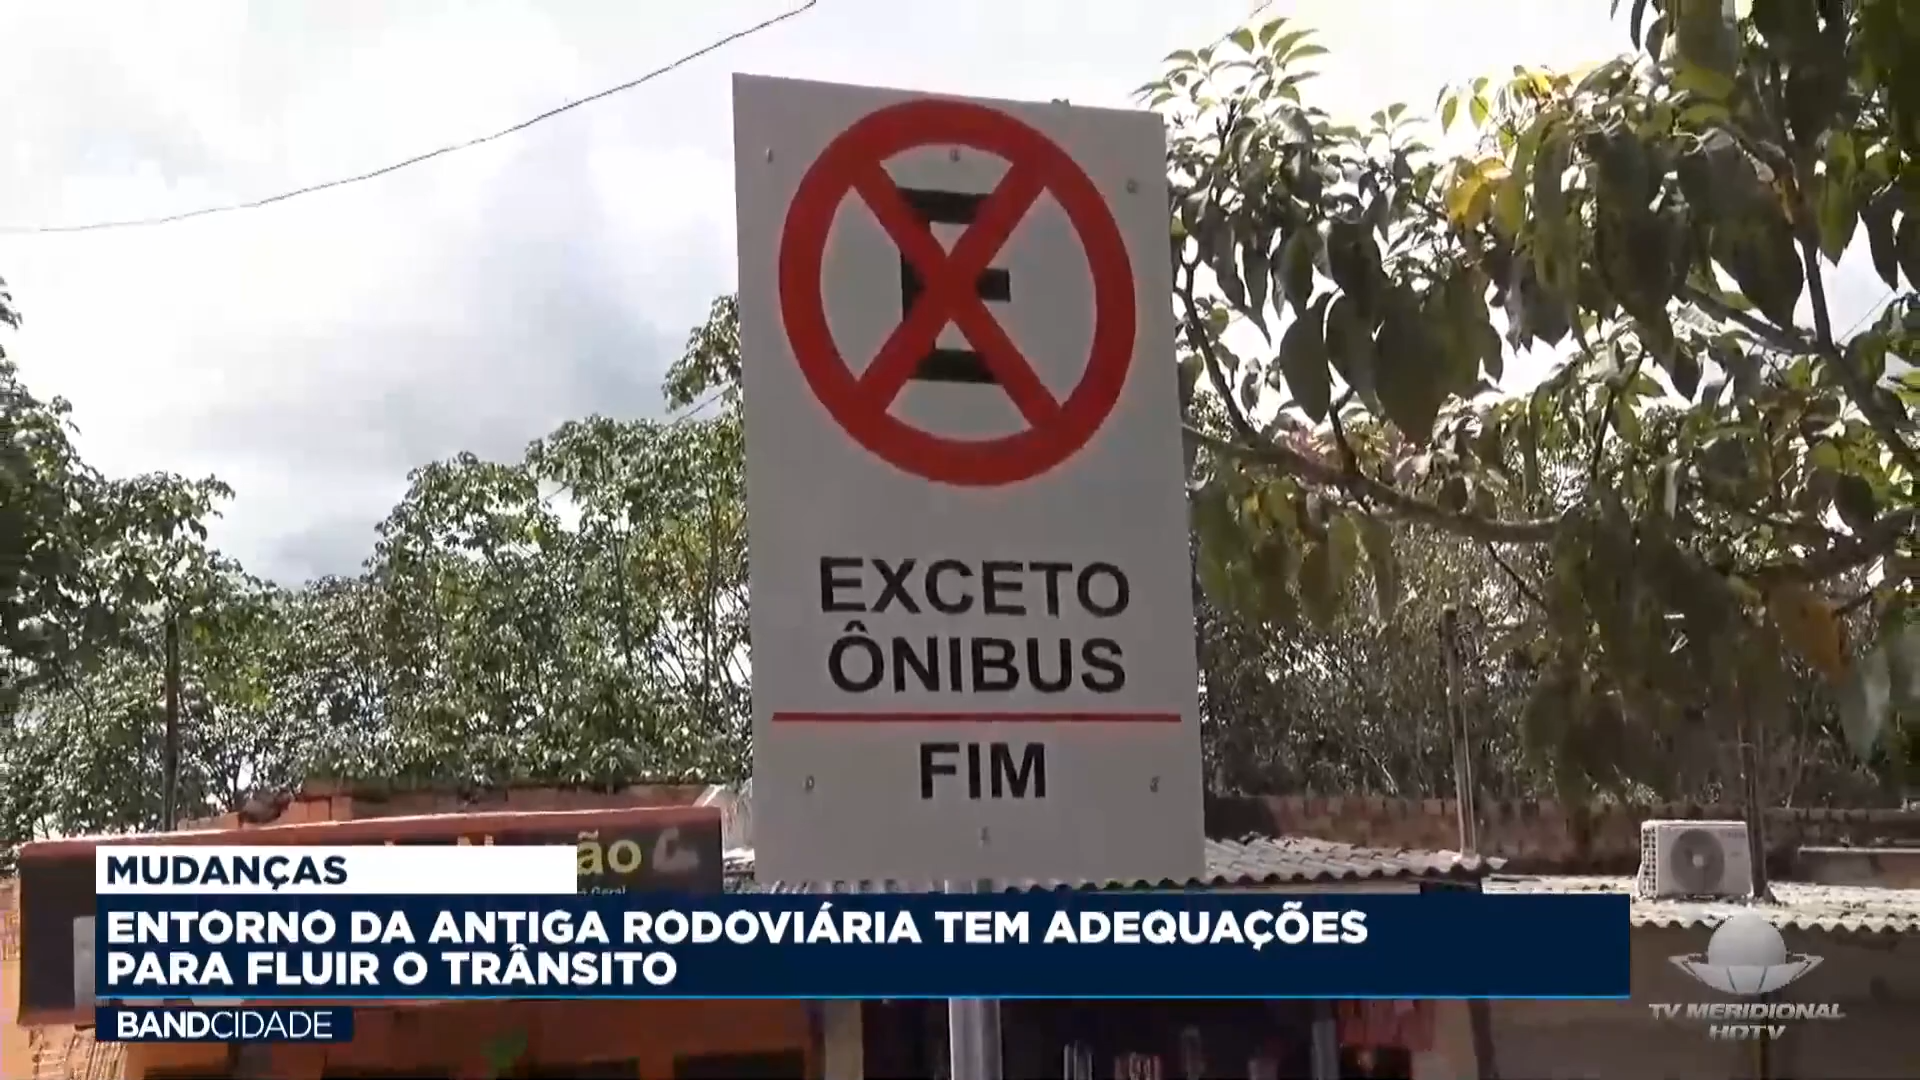 E
EXCETO
ÔNIBUS
FIM
MUDANÇAS
ENTORNO DA ANTIGA RODOVIÁRIA TEM ADEQUAÇÕES
PARA FLUIR O TRÂNSITO
BANDCIDADE
TV MERIDIONAL
HDTV